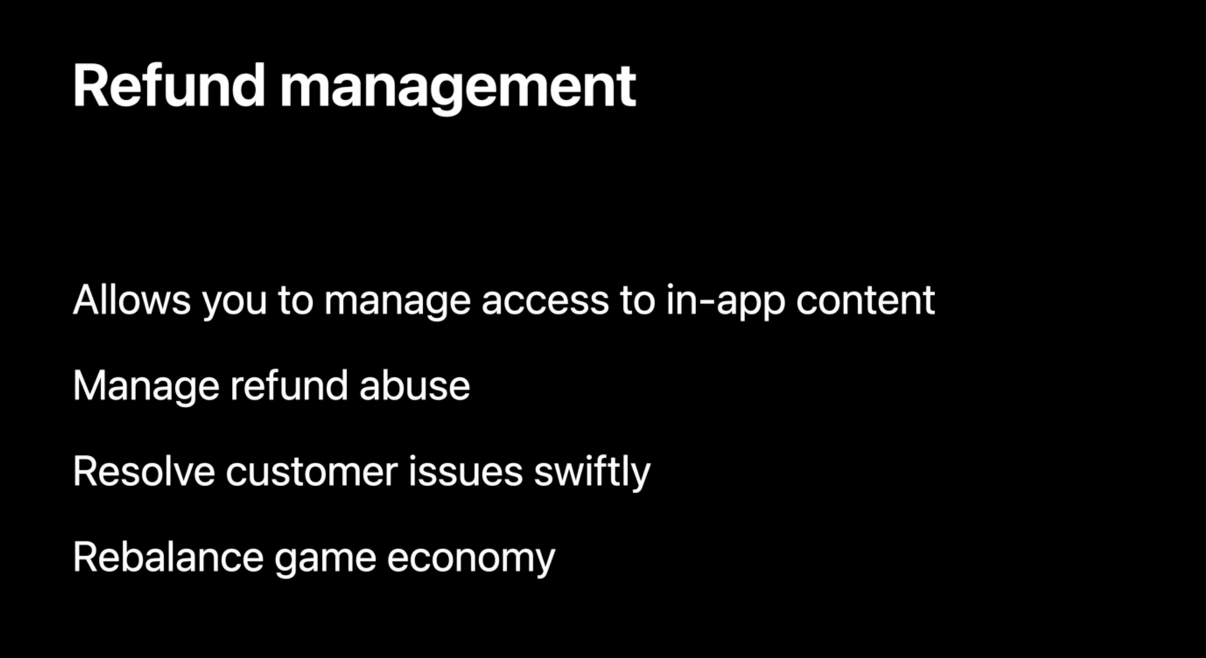 Refund management
Allows you to manage access to in-app content
Manage refund abuse
Resolve customer issues swiftly
Rebalance game economy